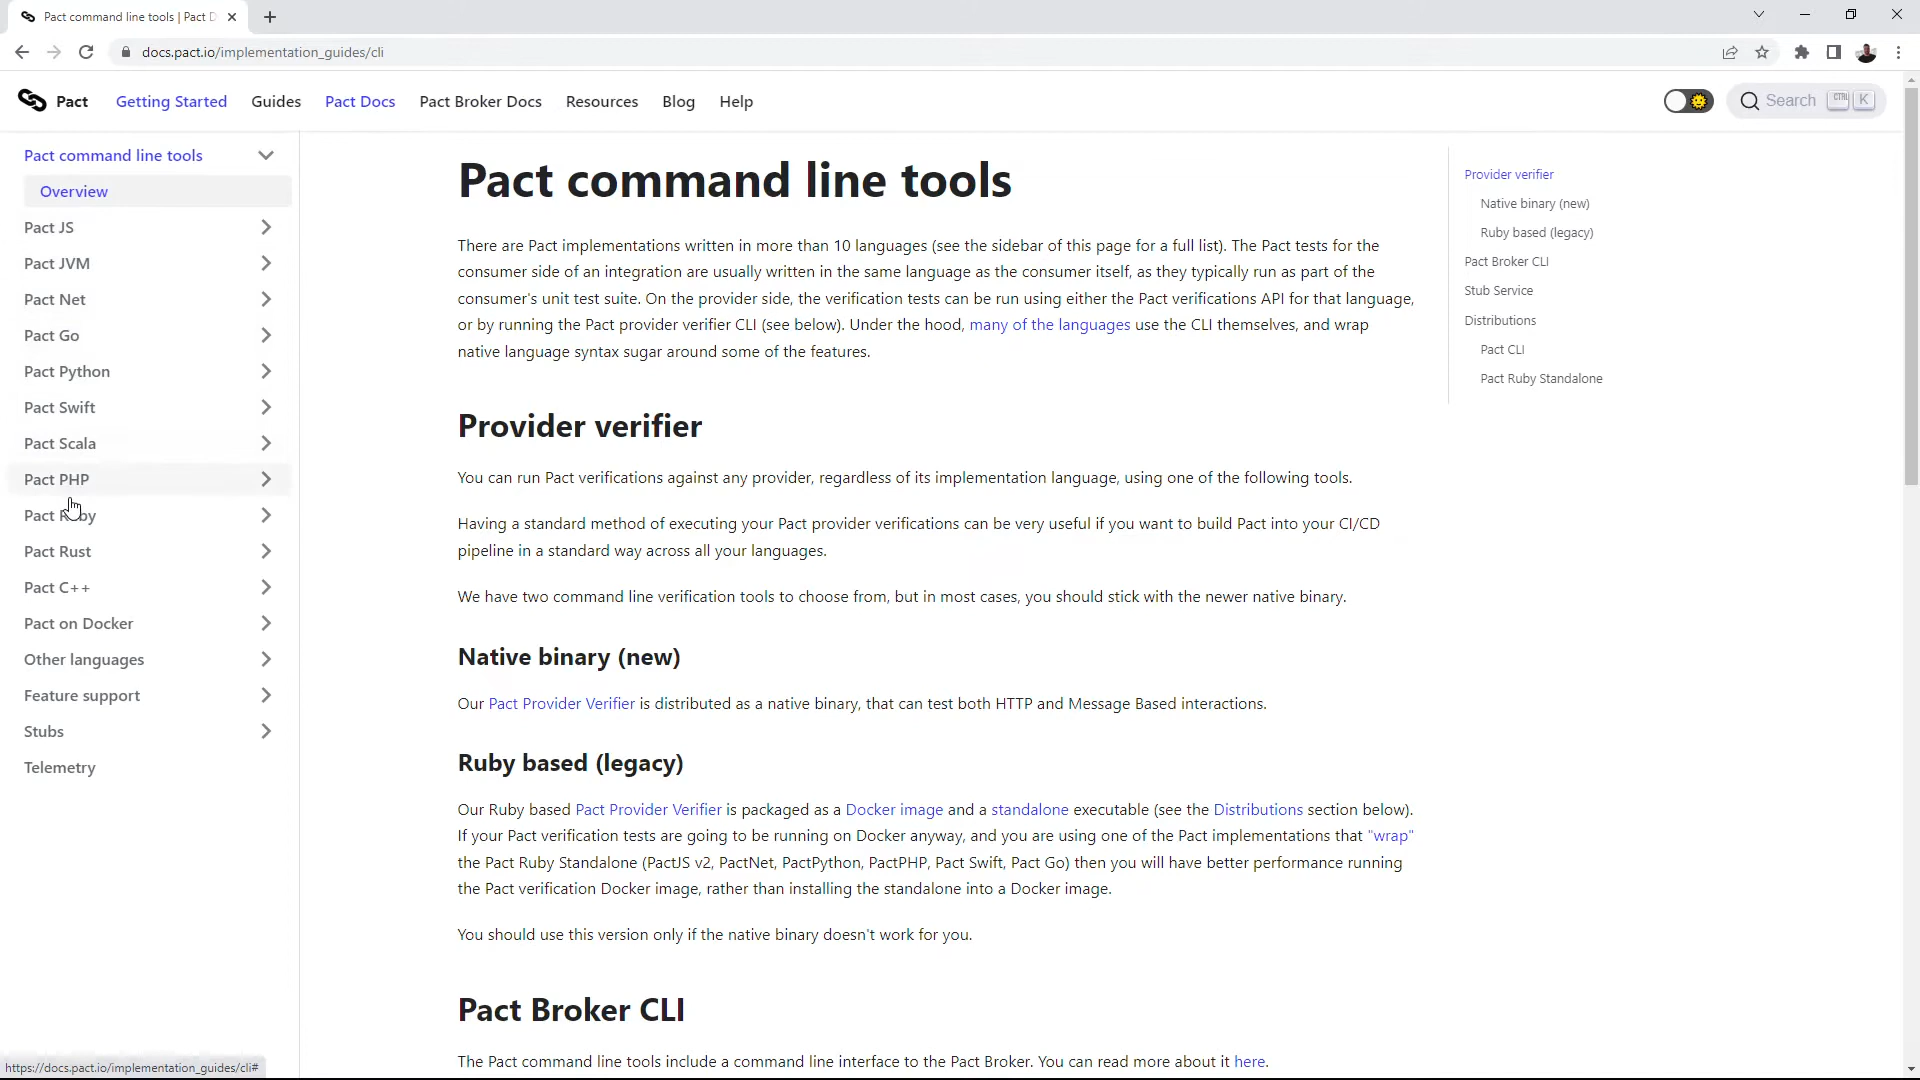 Pact command line tools | Pact D
docs.pact.io/implementation_guides/cli
Pact
Getting Started
Guides
Pact Docs
Pact Broker Docs
Resources
Blog
Help
Search
CTRL
K
Pact command line tools
Overview
Pact JS
Pact JVM
Pact Net
Pact Go
Pact Python
Pact Swift
Pact Scala
Pact PHP
Pact Ruby
Pact Rust
Pact C++
Pact on Docker
Other languages
Feature support
Stubs
Telemetry
https://docs.pact.io/implementation_guides/cli#
Pact command line tools
There are Pact implementations written in more than 10 languages (see the sidebar of this page for a full list). The Pact tests for the
consumer side of an integration are usually written in the same language as the consumer itself, as they typically run as part of the
consumer's unit test suite. On the provider side, the verification tests can be run using either the Pact verifications API for that language,
or by running the Pact provider verifier CLI (see below). Under the hood, many of the languages use the CLI themselves, and wrap
native language syntax sugar around some of the features.
Provider verifier
You can run Pact verifications against any provider, regardless of its implementation language, using one of the following tools.
Having a standard method of executing your Pact provider verifications can be very useful if you want to build Pact into your CI/CD
pipeline in a standard way across all your languages.
We have two command line verification tools to choose from, but in most cases, you should stick with the newer native binary.
Native binary (new)
Our Pact Provider Verifier is distributed as a native binary, that can test both HTTP and Message Based interactions.
Ruby based (legacy)
Our Ruby based Pact Provider Verifier is packaged as a Docker image and a standalone executable (see the Distributions section below).
If your Pact verification tests are going to be running on Docker anyway, and you are using one of the Pact implementations that "wrap"
the Pact Ruby Standalone (PactJS v2, PactNet, PactPython, PactPHP, Pact Swift, Pact Go) then you will have better performance running
the Pact verification Docker image, rather than installing the standalone into a Docker image.
You should use this version only if the native binary doesn't work for you.
Pact Broker CLI
The Pact command line tools include a command line interface to the Pact Broker. You can read more about it here.
Provider verifier
Native binary (new)
Ruby based (legacy)
Pact Broker CLI
Stub Service
Distributions
Pact CLI
Pact Ruby Standalone